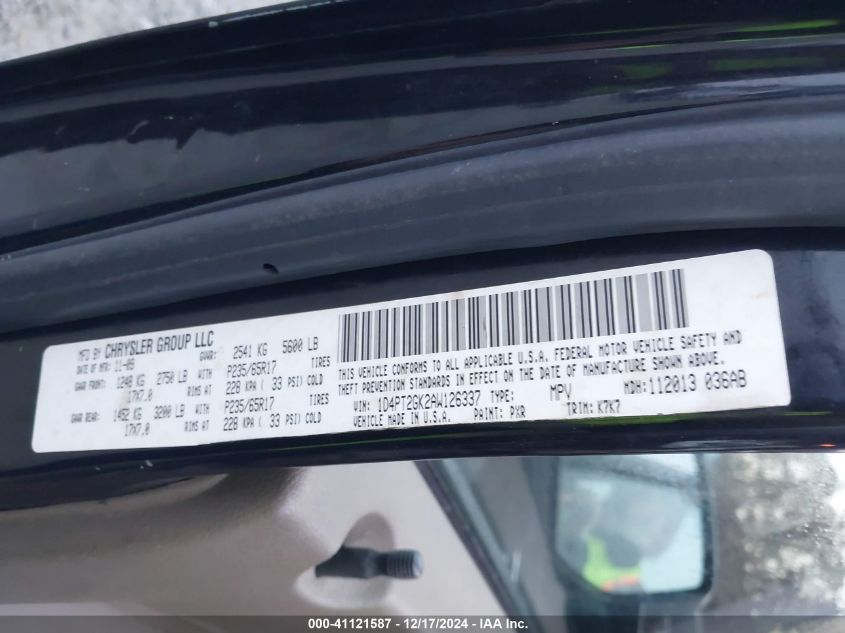 MFD BY CHRYSLER GROUP LLC
DATE OF MFR: 11-09 GVWR: 2541 KG 5600 LB
GAWR FRONT: 1248 KG 2750 LB WITH P235/65R17 TIRES
17X7.0 RIMS AT 228 KPA ( 33 PSI) COLD
GAWR REAR: 1452 KG 3200 LB WITH P235/65R17 TIRES
17X7.0 RIMS AT 228 KPA ( 33 PSI) COLD
THIS VEHICLE CONFORMS TO ALL APPLICABLE U.S.A. FEDERAL MOTOR VEHICLE SAFETY AND
THEFT PREVENTION STANDARDS IN EFFECT ON THE DATE OF MANUFACTURE SHOWN ABOVE.
VIN: 1D4PT2GK2AW126337 TYPE: MPV MDH: 112013 036AB
VEHICLE MADE IN U.S.A. PAINT: PXR TRIM: K7K7
000-41121587 - 12/17/2024 - IAA Inc.